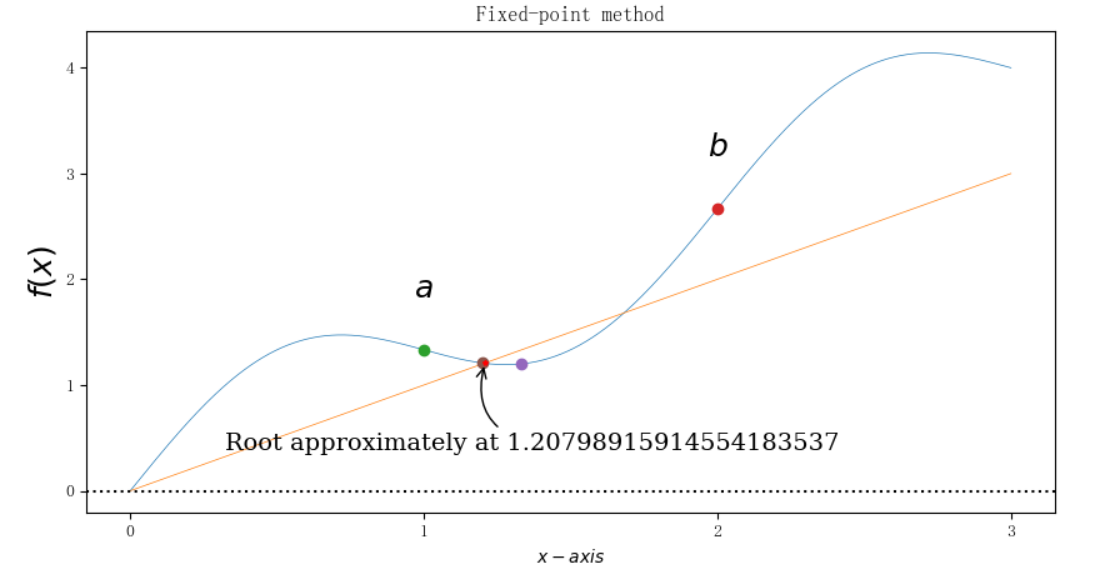 Fixed-point method
4
b
3
f(x)
2
a
1
Root approximately at 1.20798915914554183537
0
0 1 2 3
x − axis